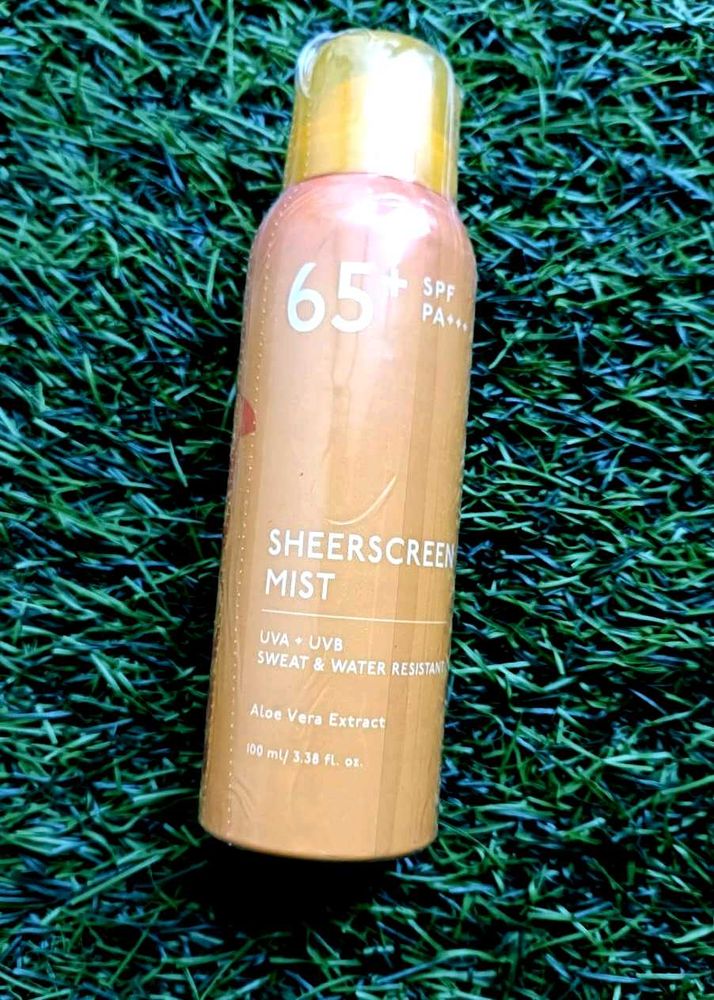 65+ SPF
PA+++
SHEERSCREEN
MIST
UVA + UVB
SWEAT & WATER RESISTANT
Aloe Vera Extract
100 ml/ 3.38 fl. oz.